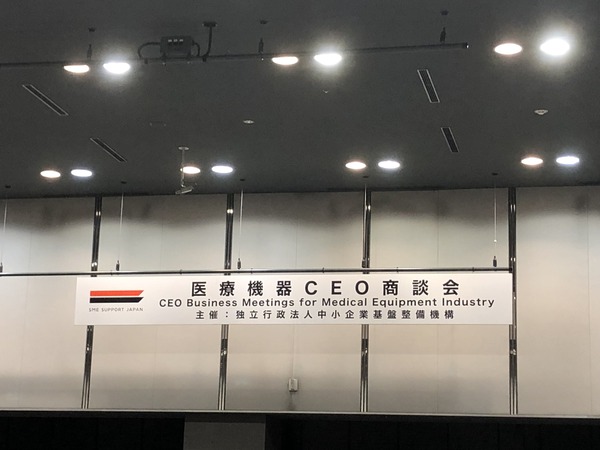 医療機器CEO商談会
CEO Business Meetings for Medical Equipment Industry
主催：独立行政法人中小企業基盤整備機構
SME SUPPORT JAPAN